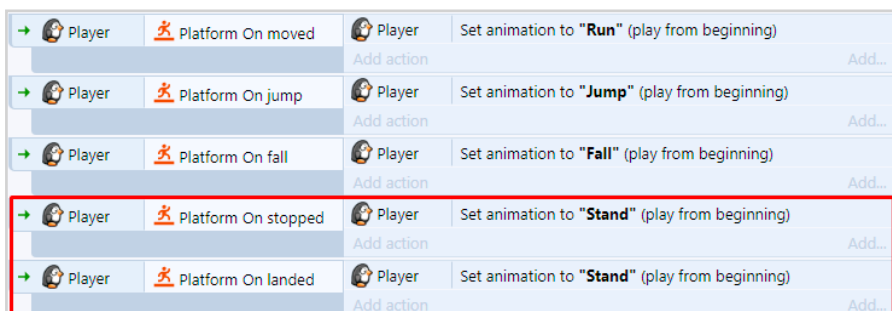 Player Platform On moved Player Set animation to "Run" (play from beginning)
Add action Add...
Player Platform On jump Player Set animation to "Jump" (play from beginning)
Add action Add...
Player Platform On fall Player Set animation to "Fall" (play from beginning)
Add action Add...
Player Platform On stopped Player Set animation to "Stand" (play from beginning)
Add action Add...
Player Platform On landed Player Set animation to "Stand" (play from beginning)
Add action Add...